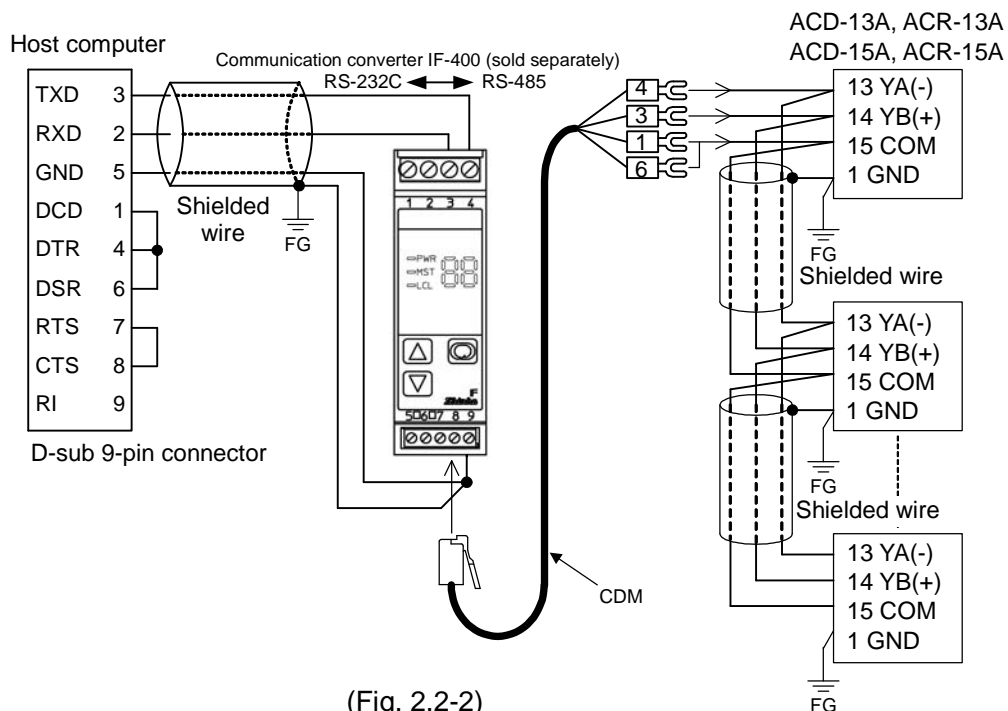 ACD-13A, ACR-13A
ACD-15A, ACR-15A
Host computer
Communication converter IF-400 (sold separately)
RS-232C RS-485
TXD 3
RXD 2
GND 5
DCD 1
DTR 4
DSR 6
RTS 7
CTS 8
RI 9
D-sub 9-pin connector
Shielded
wire
FG
1 2 3 4
PWR
MST
LCL
88
F
Shinko
5 6 7 8 9
4
3
1
6
CDM
13 YA(-)
14 YB(+)
15 COM
1 GND
FG
Shielded wire
13 YA(-)
14 YB(+)
15 COM
1 GND
FG
Shielded wire
13 YA(-)
14 YB(+)
15 COM
1 GND
FG
(Fig. 2.2-2)